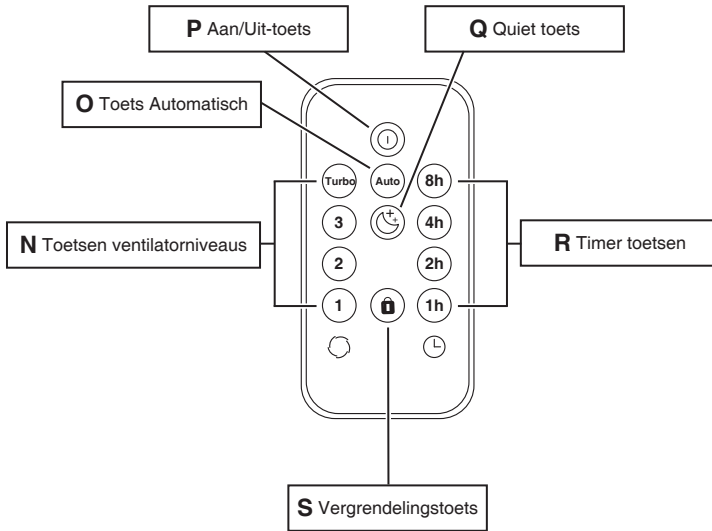 P Aan/Uit-toets
Q Quiet toets
O Toets Automatisch
Turbo Auto 8h
3 4h
N Toetsen ventilatorniveaus
R Timer toetsen
2 2h
1 1h
S Vergrendelingstoets